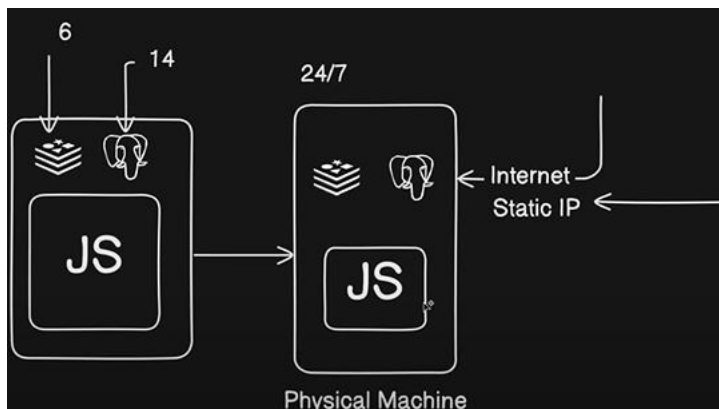 6
14
24/7
JS
JS
Internet
Static IP
Physical Machine